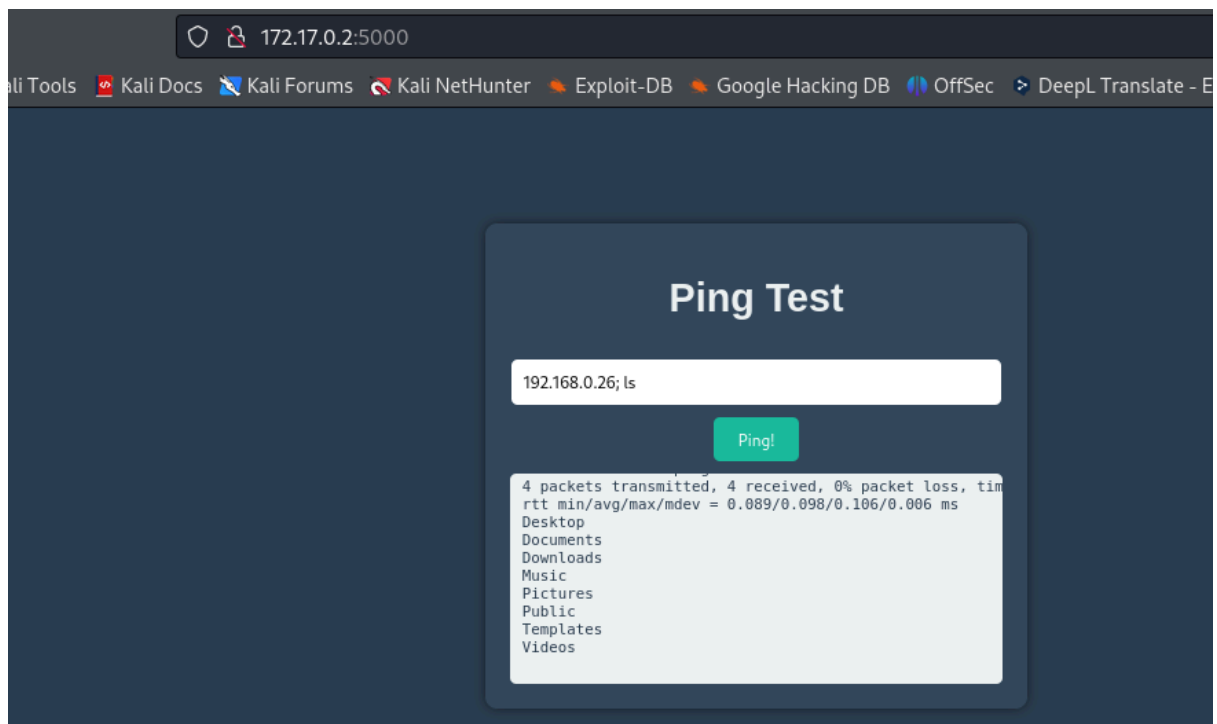 172.17.0.2:5000
ali Tools Kali Docs Kali Forums Kali NetHunter Exploit-DB Google Hacking DB OffSec DeepL Translate - E
Ping Test
192.168.0.26; ls
Ping!
4 packets transmitted, 4 received, 0% packet loss, tim
rtt min/avg/max/mdev = 0.089/0.098/0.106/0.006 ms
Desktop
Documents
Downloads
Music
Pictures
Public
Templates
Videos